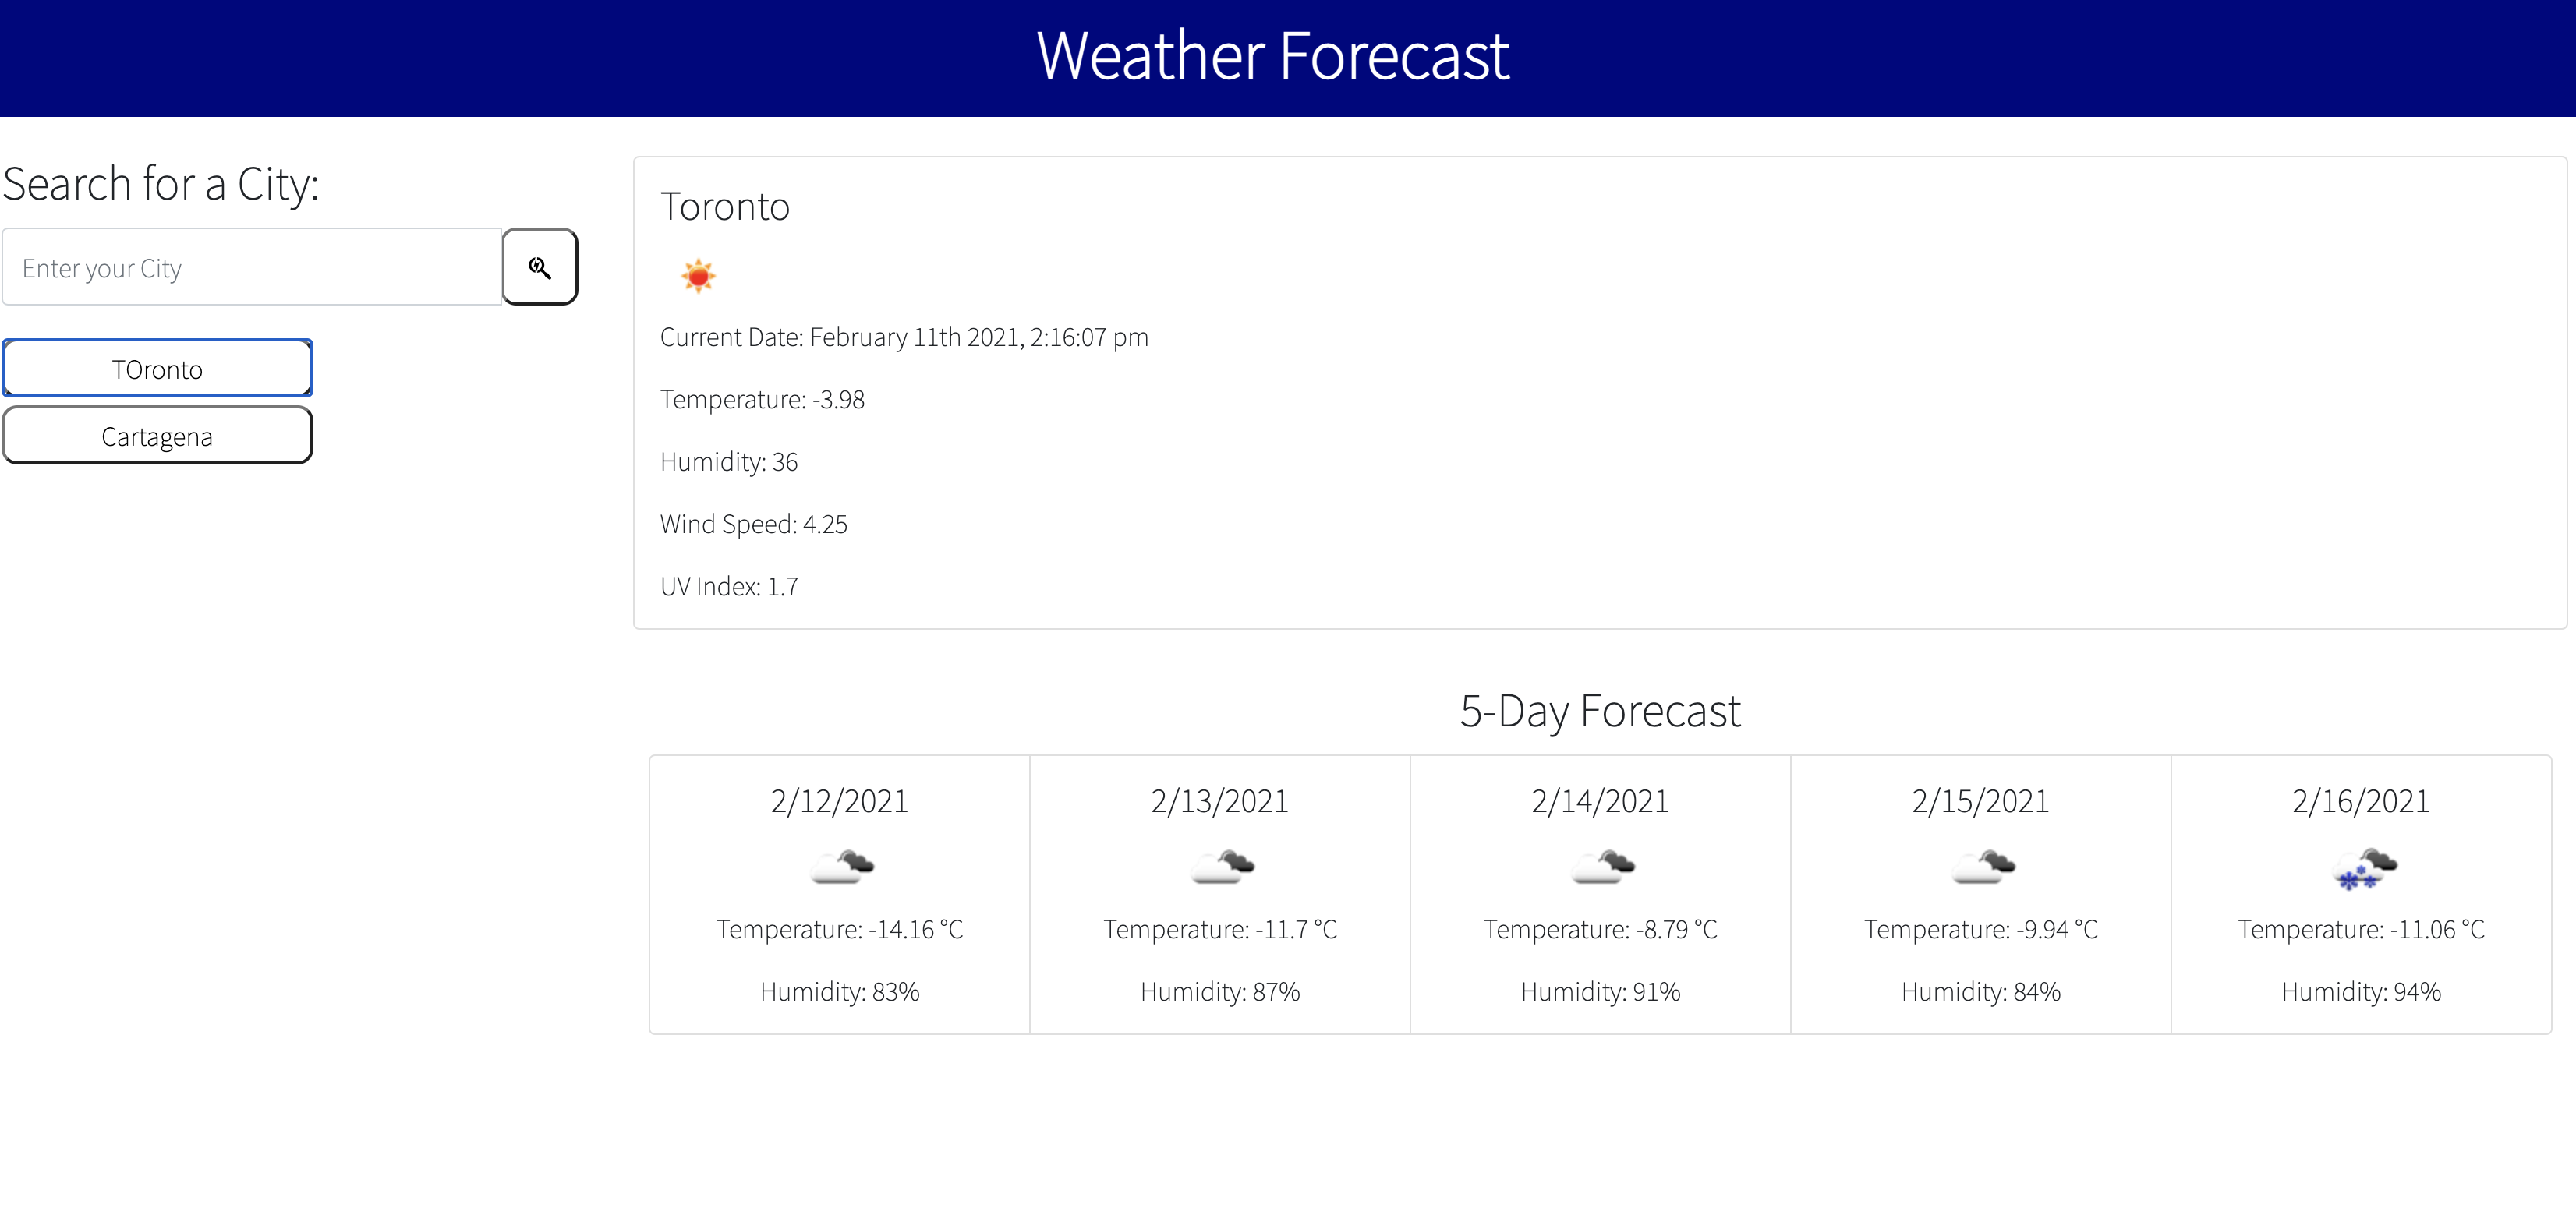 Weather Forecast
Search for a City:
Enter your City
TOronto
Cartagena
Toronto
Current Date: February 11th 2021, 2:16:07 pm
Temperature: -3.98
Humidity: 36
Wind Speed: 4.25
UV Index: 1.7
5-Day Forecast
2/12/2021
Temperature: -14.16 °C
Humidity: 83%
2/13/2021
Temperature: -11.7 °C
Humidity: 87%
2/14/2021
Temperature: -8.79 °C
Humidity: 91%
2/15/2021
Temperature: -9.94 °C
Humidity: 84%
2/16/2021
Temperature: -11.06 °C
Humidity: 94%